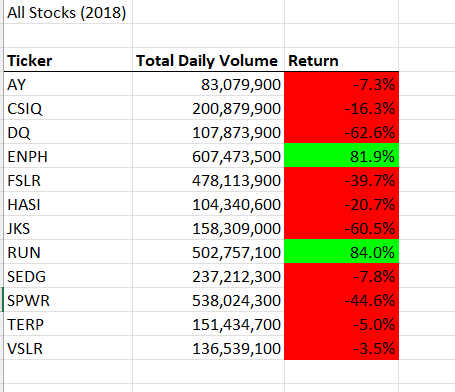 All Stocks (2018)
Ticker Total Daily Volume Return
AY 83,079,900 -7.3%
CSIQ 200,879,900 -16.3%
DQ 107,873,900 -62.6%
ENPH 607,473,500 81.9%
FSLR 478,113,900 -39.7%
HASI 104,340,600 -20.7%
JKS 158,309,000 -60.5%
RUN 502,757,100 84.0%
SEDG 237,212,300 -7.8%
SPWR 538,024,300 -44.6%
TERP 151,434,700 -5.0%
VSLR 136,539,100 -3.5%